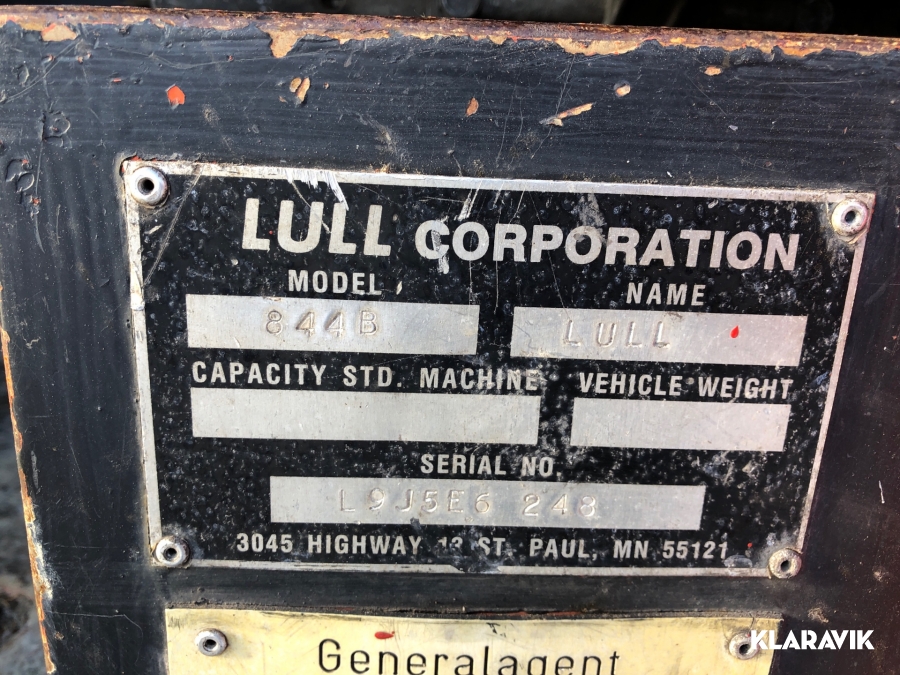 LULL CORPORATION
MODEL NAME
844B LULL
CAPACITY STD. MACHINE VEHICLE WEIGHT
SERIAL NO.
L9J5E6 248
3045 HIGHWAY 13 ST. PAUL, MN 55121
Generalagent
KLARAVIK